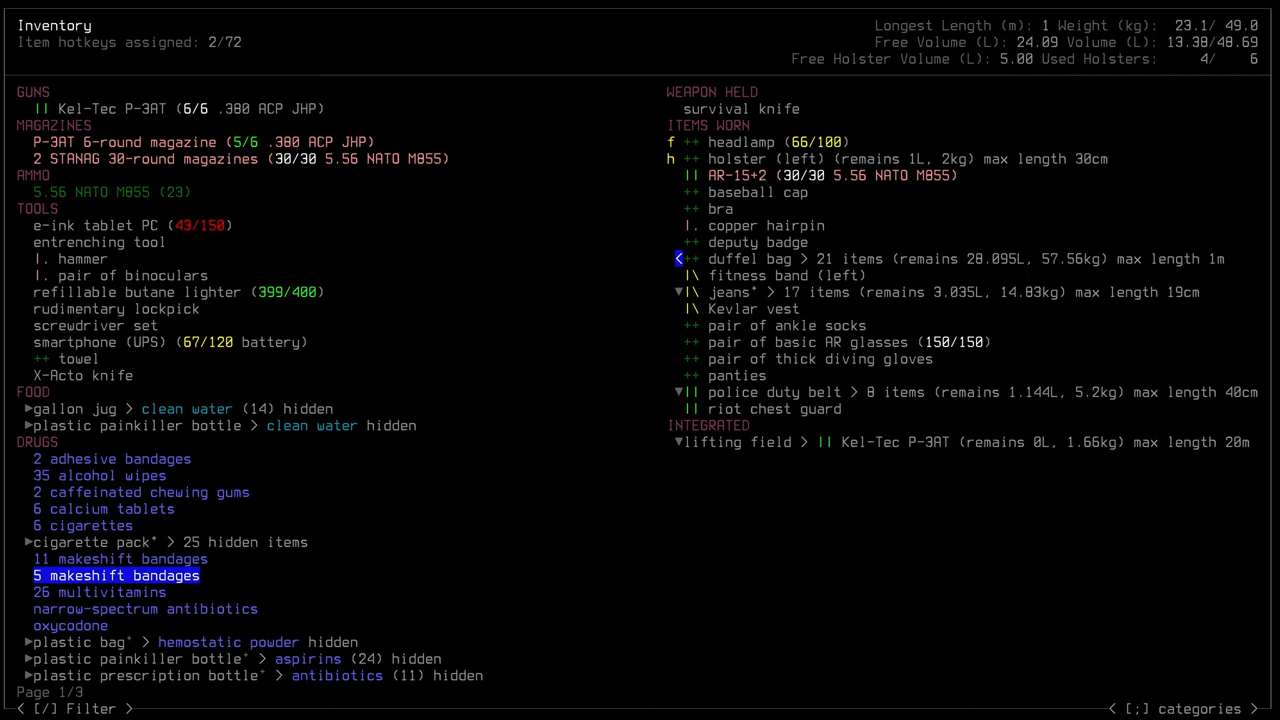 Inventory
Item hotkeys assigned: 2/72
Longest Length (m): 1 Weight (kg): 23.1/ 49.0
Free Volume (L): 24.09 Volume (L): 13.38/48.69
Free Holster Volume (L): 5.00 Used Holsters: 4/ 6
GUNS
|| Kel-Tec P-3AT (6/6 .380 ACP JHP)
MAGAZINES
P-3AT 6-round magazine (5/6 .380 ACP JHP)
2 STANAG 30-round magazines (30/30 5.56 NATO M855)
AMMO
5.56 NATO M855 (23)
TOOLS
e-ink tablet PC (43/150)
entrenching tool
|. hammer
|. pair of binoculars
refillable butane lighter (399/400)
rudimentary lockpick
screwdriver set
smartphone (UPS) (67/120 battery)
++ towel
X-Acto knife
FOOD
▶gallon jug > clean water (14) hidden
▶plastic painkiller bottle > clean water hidden
DRUGS
2 adhesive bandages
35 alcohol wipes
2 caffeinated chewing gums
6 calcium tablets
6 cigarettes
▶cigarette pack⁺ > 25 hidden items
11 makeshift bandages
5 makeshift bandages
26 multivitamins
narrow-spectrum antibiotics
oxycodone
▶plastic bag⁺ > hemostatic powder hidden
▶plastic painkiller bottle⁺ > aspirins (24) hidden
▶plastic prescription bottle⁺ > antibiotics (11) hidden
Page 1/3
< [/] Filter >
WEAPON HELD
survival knife
ITEMS WORN
f ++ headlamp (66/100)
h ++ holster (left) (remains 1L, 2kg) max length 30cm
|| AR-15+2 (30/30 5.56 NATO M855)
++ baseball cap
++ bra
|. copper hairpin
++ deputy badge
<++ duffel bag > 21 items (remains 28.095L, 57.56kg) max length 1m
|\ fitness band (left)
▼|\ jeans⁺ > 17 items (remains 3.035L, 14.83kg) max length 19cm
|\ Kevlar vest
++ pair of ankle socks
++ pair of basic AR glasses (150/150)
++ pair of thick diving gloves
++ panties
▼|| police duty belt > 8 items (remains 1.144L, 5.2kg) max length 40cm
|| riot chest guard
INTEGRATED
▼lifting field > || Kel-Tec P-3AT (remains 0L, 1.66kg) max length 20m
< [;] categories >